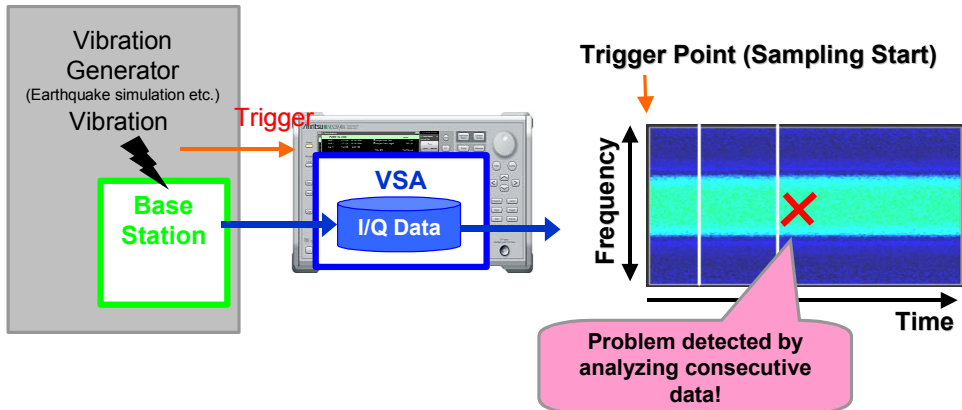 Vibration
Generator
(Earthquake simulation etc.)
Vibration
Trigger
Base
Station
VSA
I/Q Data
Trigger Point (Sampling Start)
Frequency
Time
Problem detected by
analyzing consecutive
data!